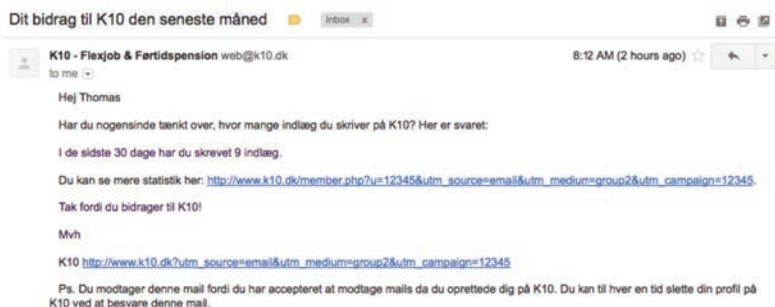 Dit bidrag til K10 den seneste måned Inbox x
K10 - Flexjob & Førtidspension web@k10.dk 8:12 AM (2 hours ago)
to me
Hej Thomas
Har du nogensinde tænkt over, hvor mange indlæg du skriver på K10? Her er svaret:
I de sidste 30 dage har du skrevet 9 indlæg.
Du kan se mere statistik her: http://www.k10.dk/member.php?u=12345&utm_source=email&utm_medium=group2&utm_campaign=12345.
Tak fordi du bidrager til K10!
Mvh
K10 http://www.k10.dk?utm_source=email&utm_medium=group2&utm_campaign=12345
Ps. Du modtager denne mail fordi du har accepteret at modtage mails da du oprettede dig på K10. Du kan til hver en tid slette din profil på
K10 ved at besvare denne mail.